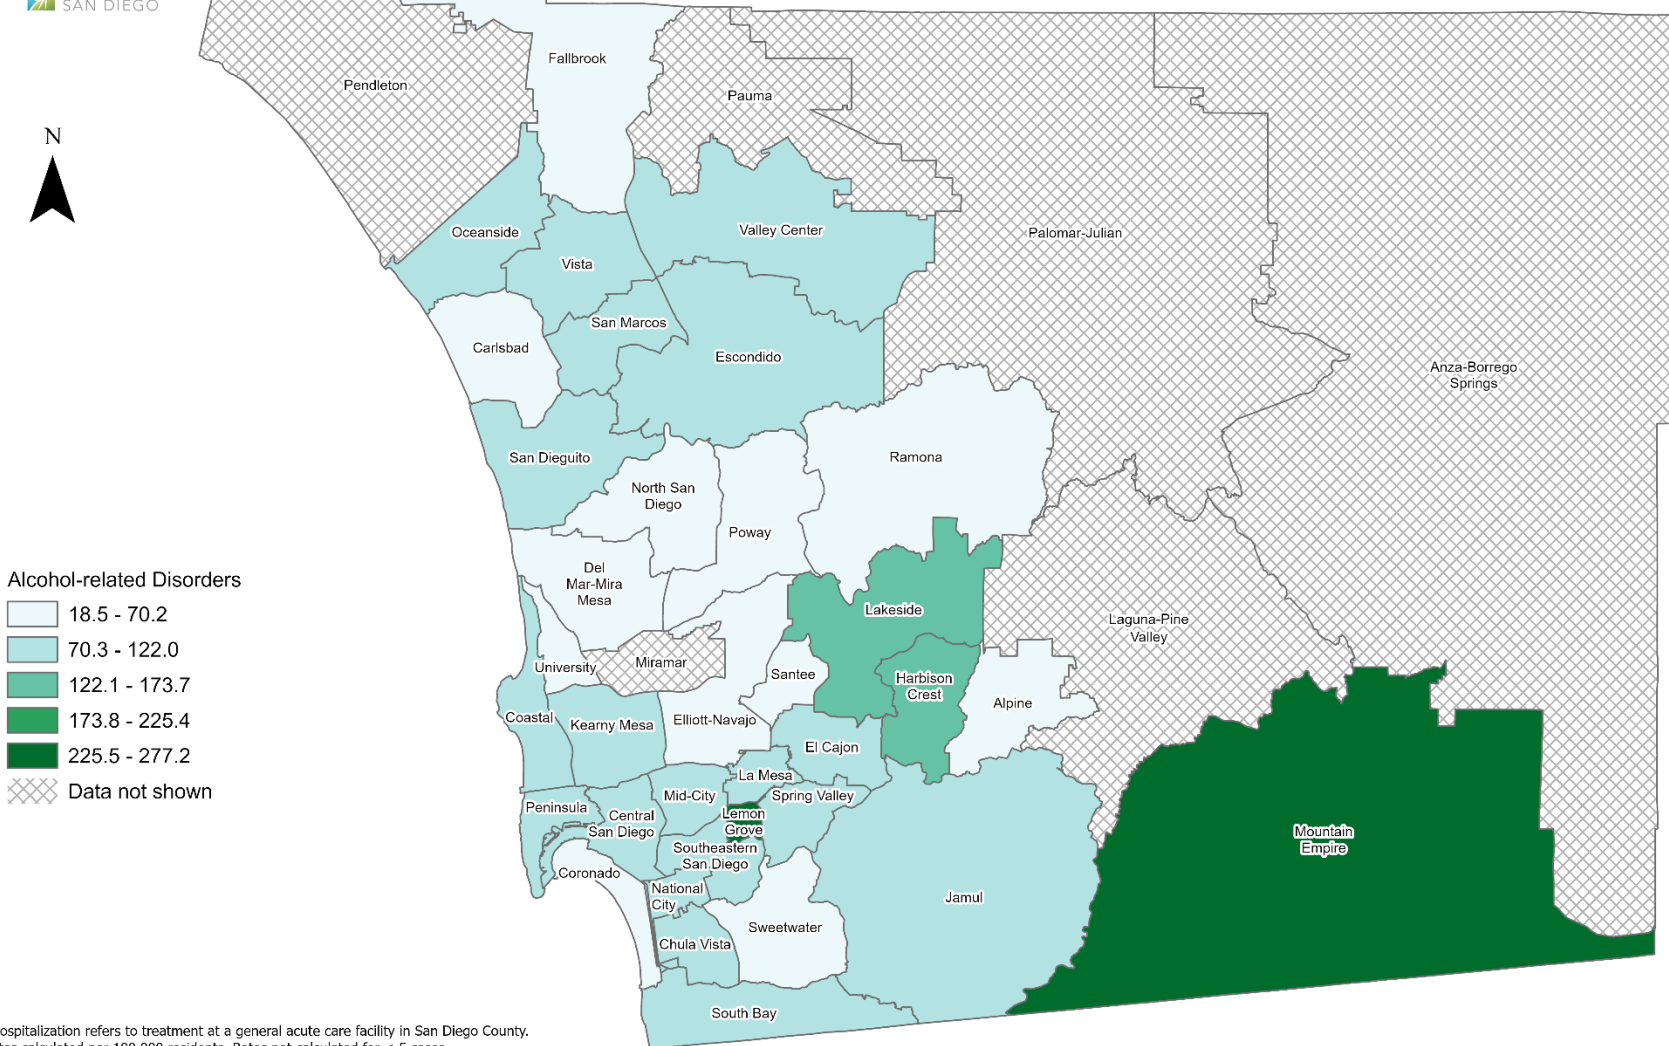 SAN DIEGO
Fallbrook
Pendleton
Pauma
N
Oceanside
Valley Center
Palomar-Julian
Vista
San Marcos
Carlsbad
Escondido
Anza-Borrego
Springs
San Dieguito
Ramona
North San
Diego
Poway
Del
Mar-Mira
Mesa
Lakeside
Laguna-Pine
Valley
University
Miramar
Santee
Harbison
Crest
Alpine
Coastal
Kearny Mesa
Elliott-Navajo
El Cajon
La Mesa
Mid-City
Spring Valley
Peninsula
Central
San Diego
Lemon
Grove
Southeastern
San Diego
Mountain
Empire
Coronado
National
City
Jamul
Sweetwater
Chula Vista
South Bay
Alcohol-related Disorders
18.5 - 70.2
70.3 - 122.0
122.1 - 173.7
173.8 - 225.4
225.5 - 277.2
Data not shown
ospitalization refers to treatment at a general acute care facility in San Diego County.